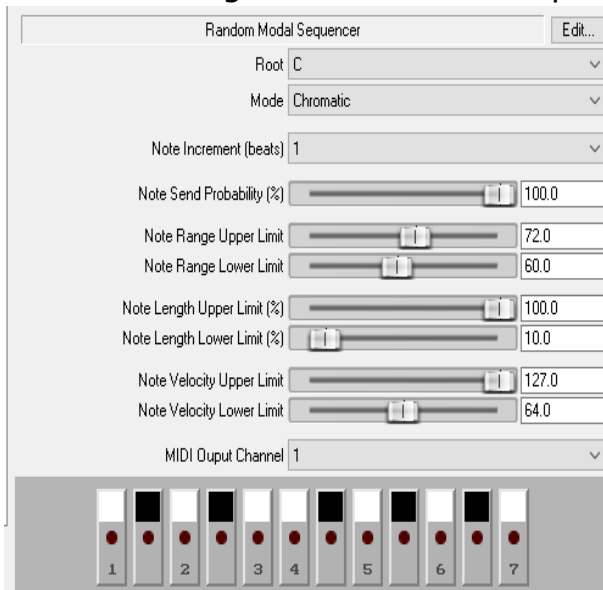 Random Modal Sequencer Edit...
Root C
Mode Chromatic
Note Increment (beats) 1
Note Send Probability (%) 100.0
Note Range Upper Limit 72.0
Note Range Lower Limit 60.0
Note Length Upper Limit (%) 100.0
Note Length Lower Limit (%) 10.0
Note Velocity Upper Limit 127.0
Note Velocity Lower Limit 64.0
MIDI Ouput Channel 1
1 2 3 4 5 6 7